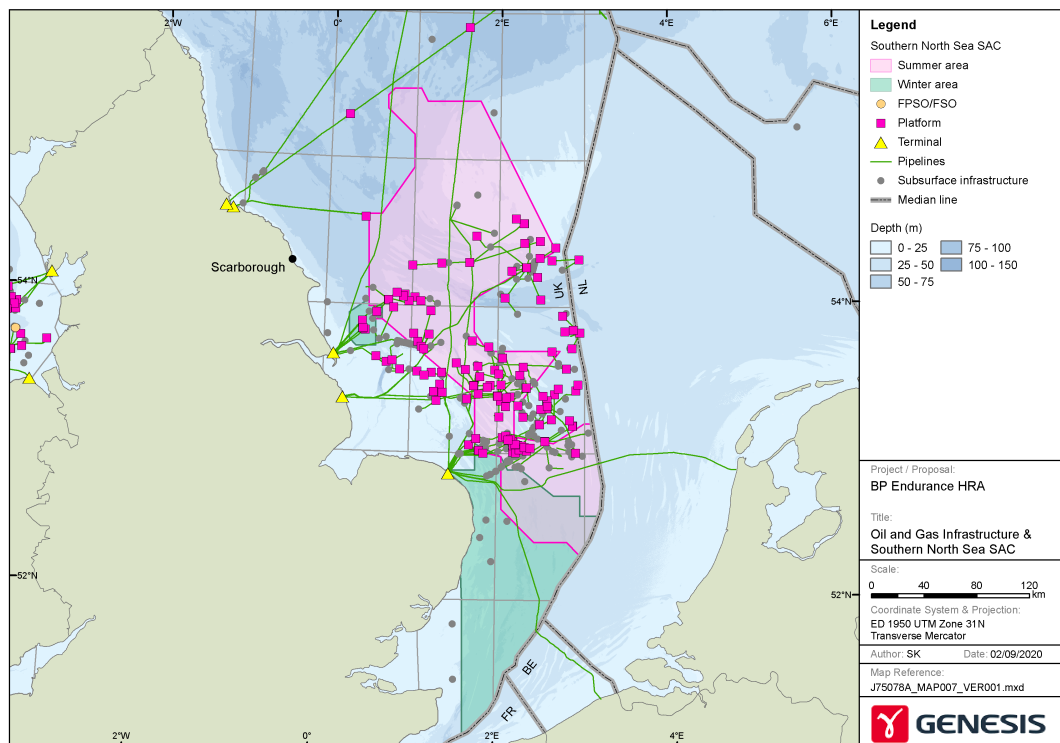 2°W
0°
2°E
4°E
6°E
Scarborough
54°N
54°N
UK
NL
52°N
52°N
BE
FR
2°W
0°
2°E
4°E
Legend
Southern North Sea SAC
Summer area
Winter area
FPSO/FSO
Platform
Terminal
Pipelines
Subsurface infrastructure
Median line
Depth (m)
0 - 25
75 - 100
25 - 50
100 - 150
50 - 75
Project / Proposal:
BP Endurance HRA
Title:
Oil and Gas Infrastructure &
Southern North Sea SAC
Scale:
0 40 80 120
km
Coordinate System & Projection:
ED 1950 UTM Zone 31N
Transverse Mercator
Author: SK Date: 02/09/2020
Map Reference:
J75078A_MAP007_VER001.mxd
GENESIS